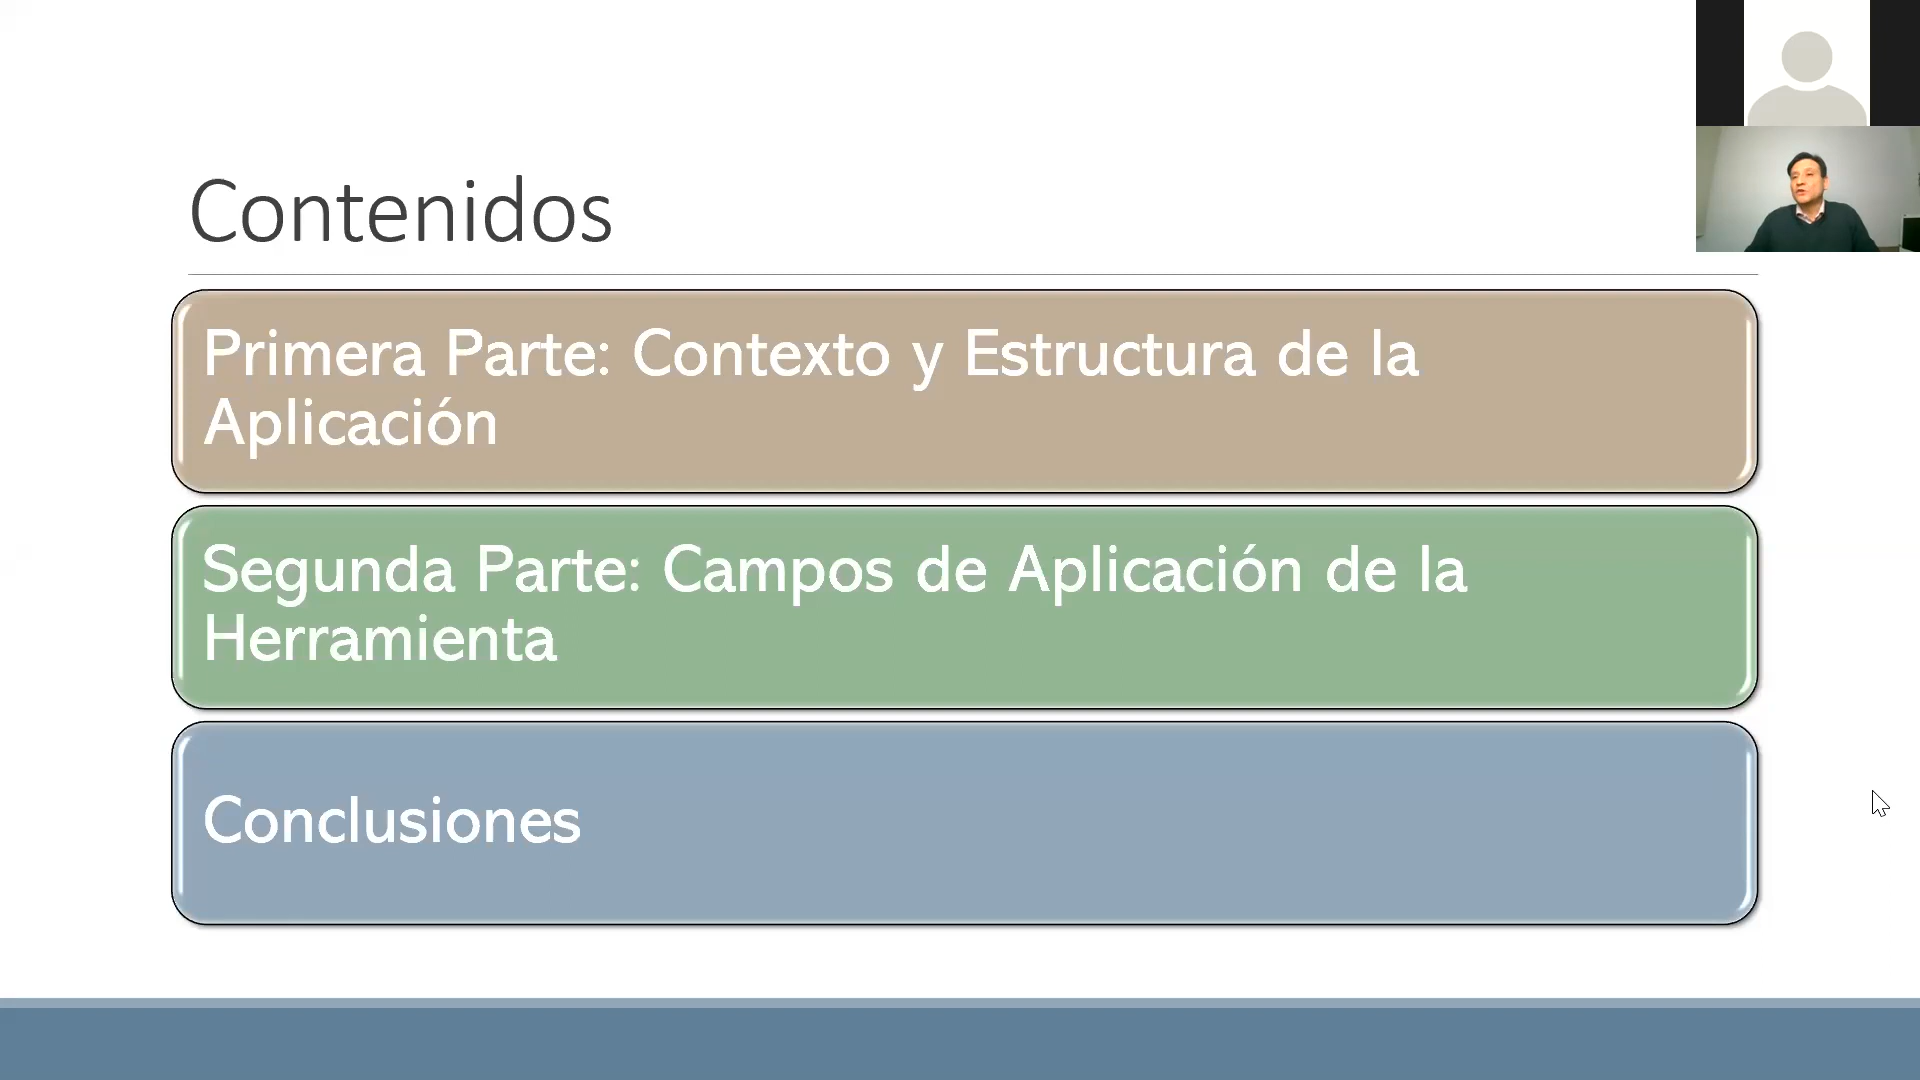 Contenidos
Primera Parte: Contexto y Estructura de la
Aplicación
Segunda Parte: Campos de Aplicación de la
Herramienta
Conclusiones